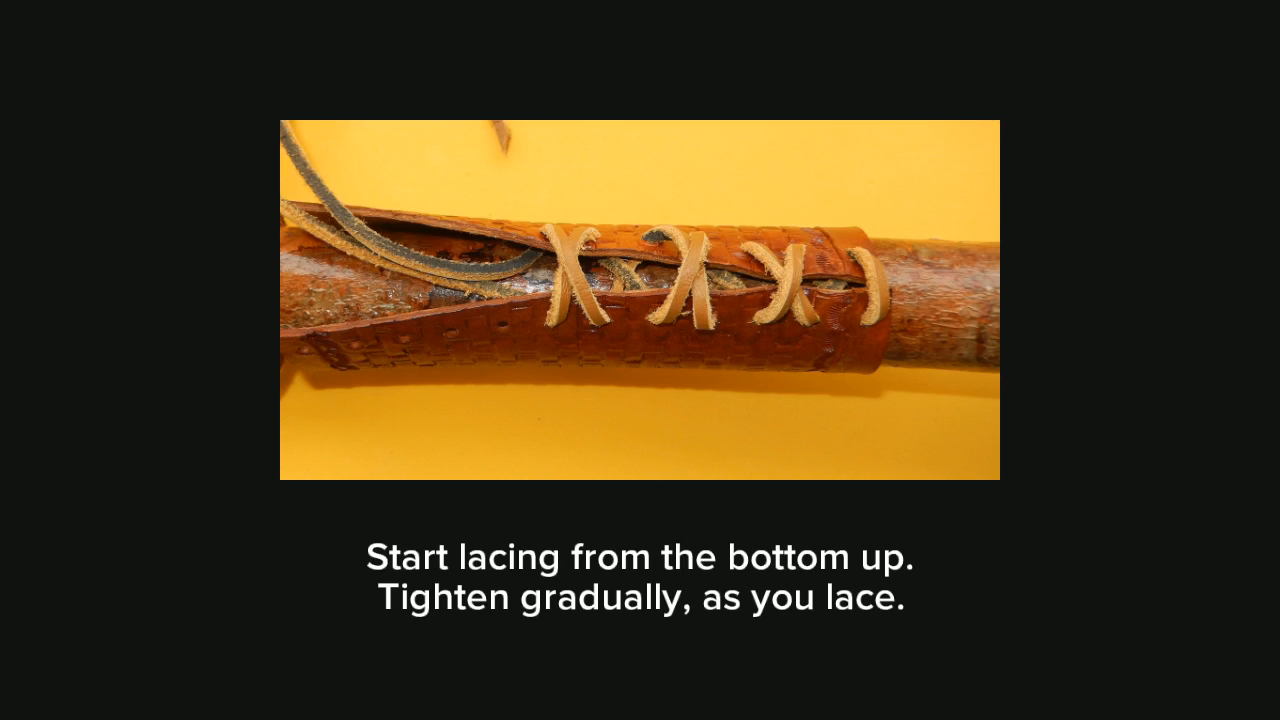 Start lacing from the bottom up.
Tighten gradually, as you lace.